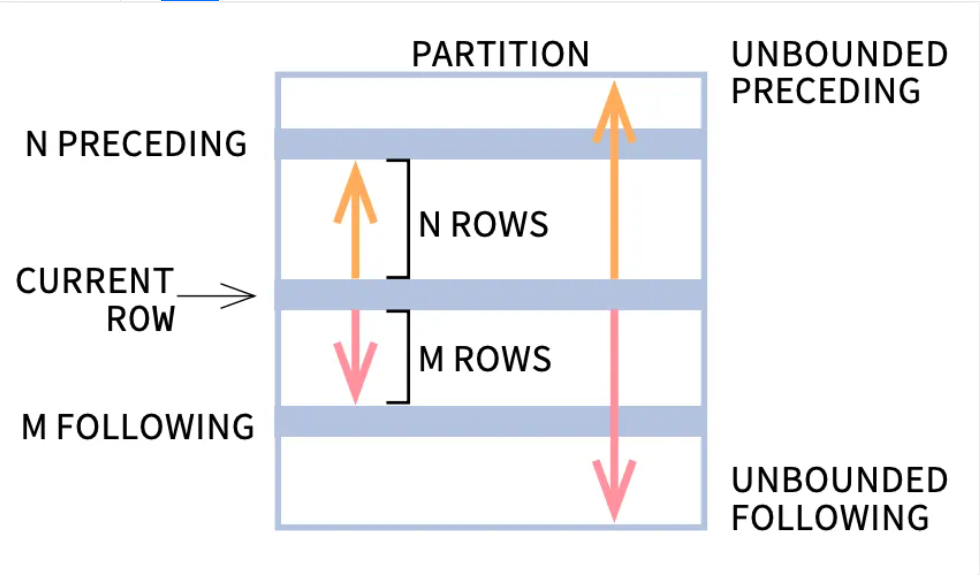 PARTITION
UNBOUNDED
PRECEDING
N PRECEDING
N ROWS
CURRENT
ROW
M ROWS
M FOLLOWING
UNBOUNDED
FOLLOWING